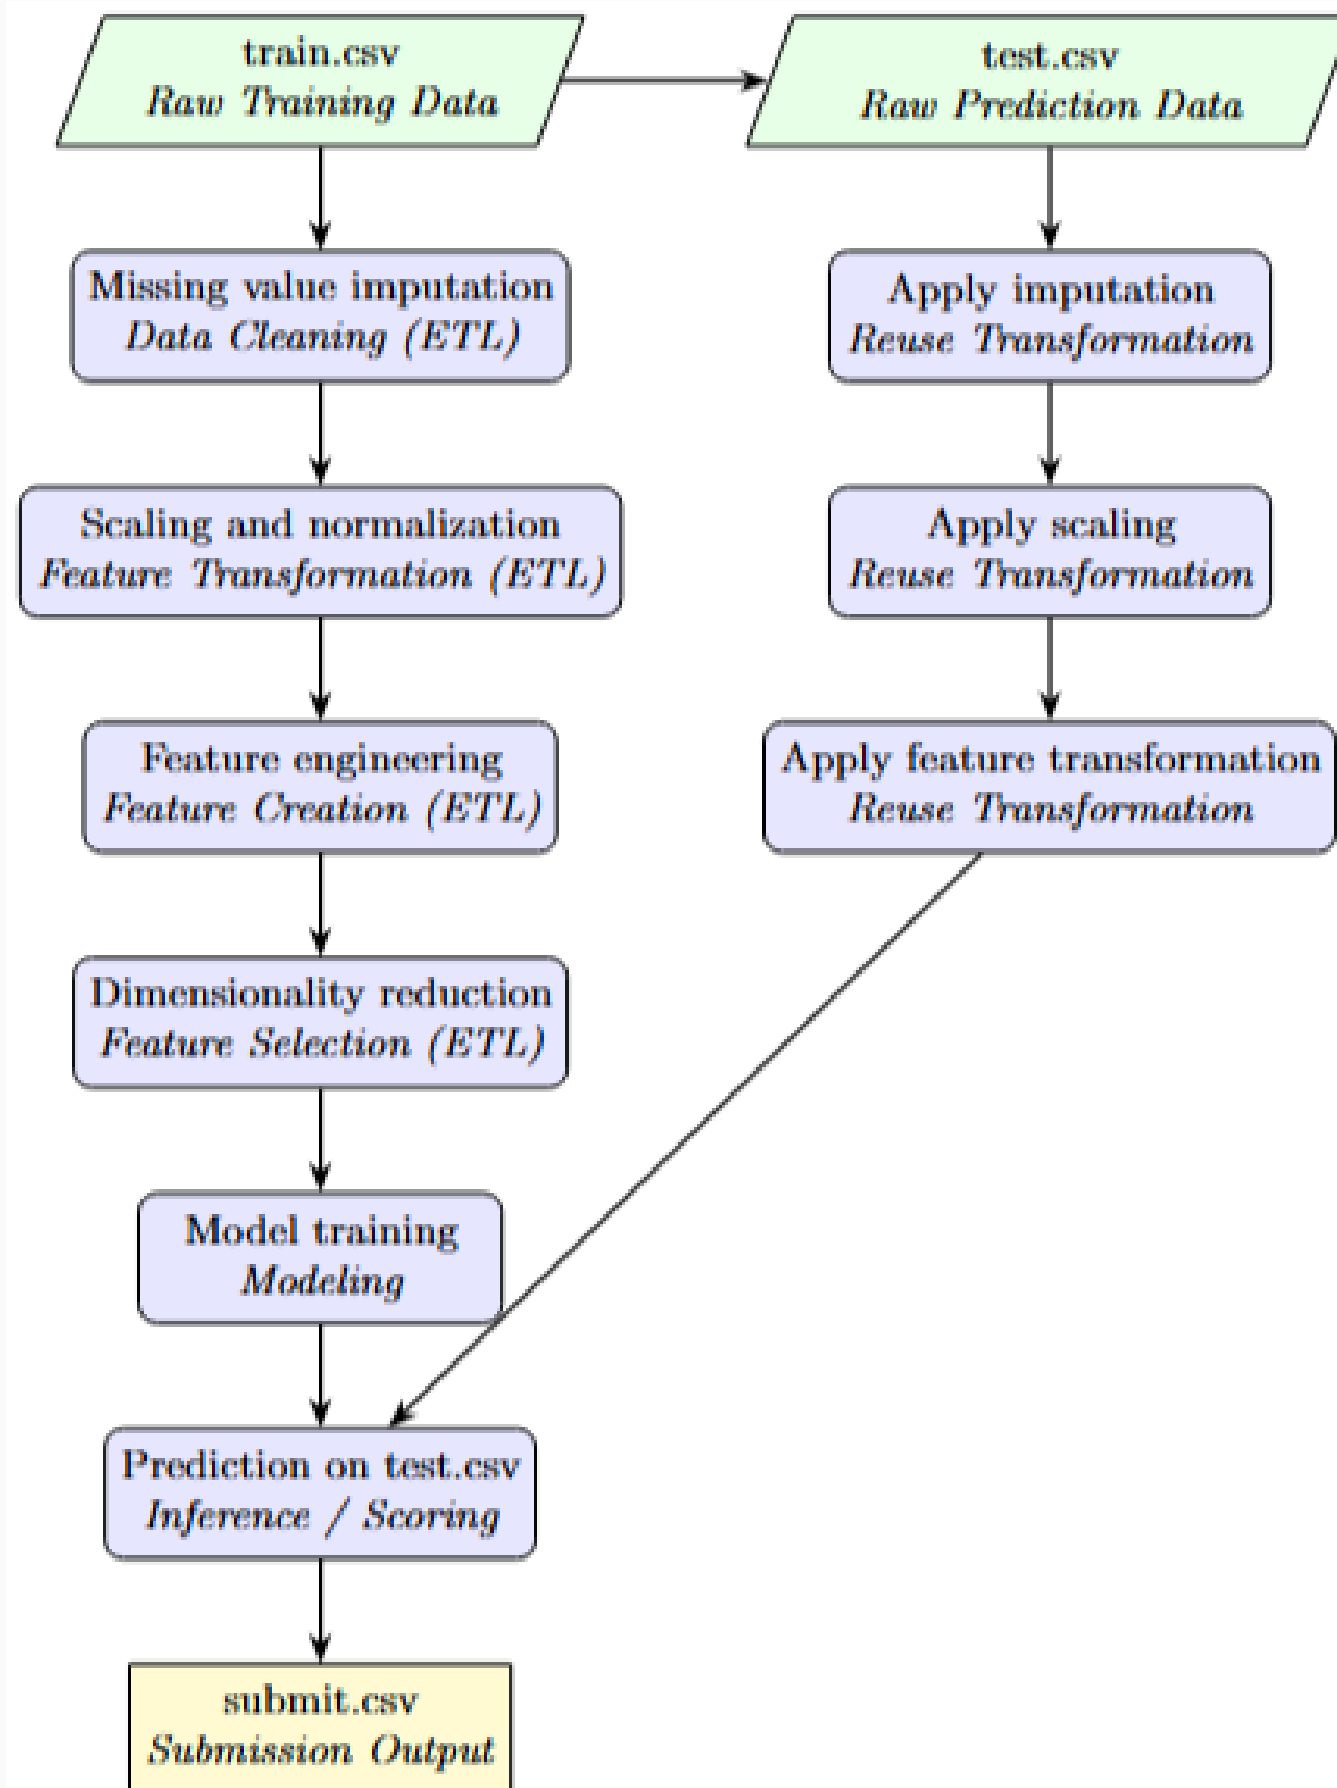 train.csv
Raw Training Data
test.csv
Raw Prediction Data
Missing value imputation
Data Cleaning (ETL)
Apply imputation
Reuse Transformation
Scaling and normalization
Feature Transformation (ETL)
Apply scaling
Reuse Transformation
Feature engineering
Feature Creation (ETL)
Apply feature transformation
Reuse Transformation
Dimensionality reduction
Feature Selection (ETL)
Model training
Modeling
Prediction on test.csv
Inference / Scoring
submit.csv
Submission Output